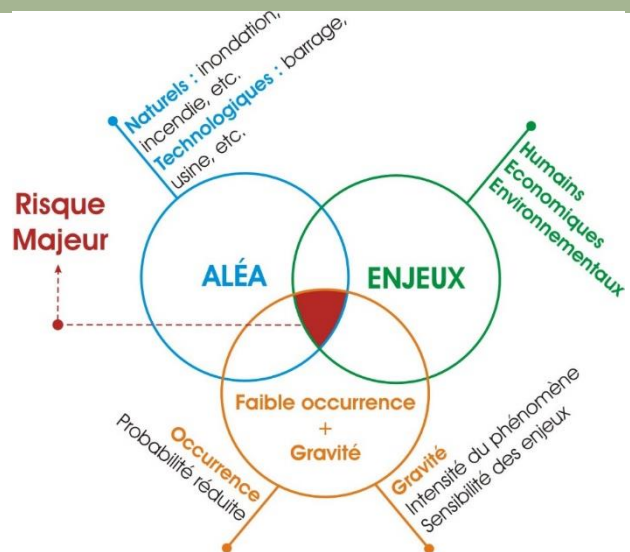 Naturels : inondation,
incendie, etc.
Technologiques : barrage,
usine, etc.
Humains
Economiques
Environnementaux
Risque
Majeur
ALÉA
ENJEUX
Faible occurrence
+
Gravité
Occurrence
Probabilité réduite
Gravité
Intensité du phénomène
Sensibilité des enjeux